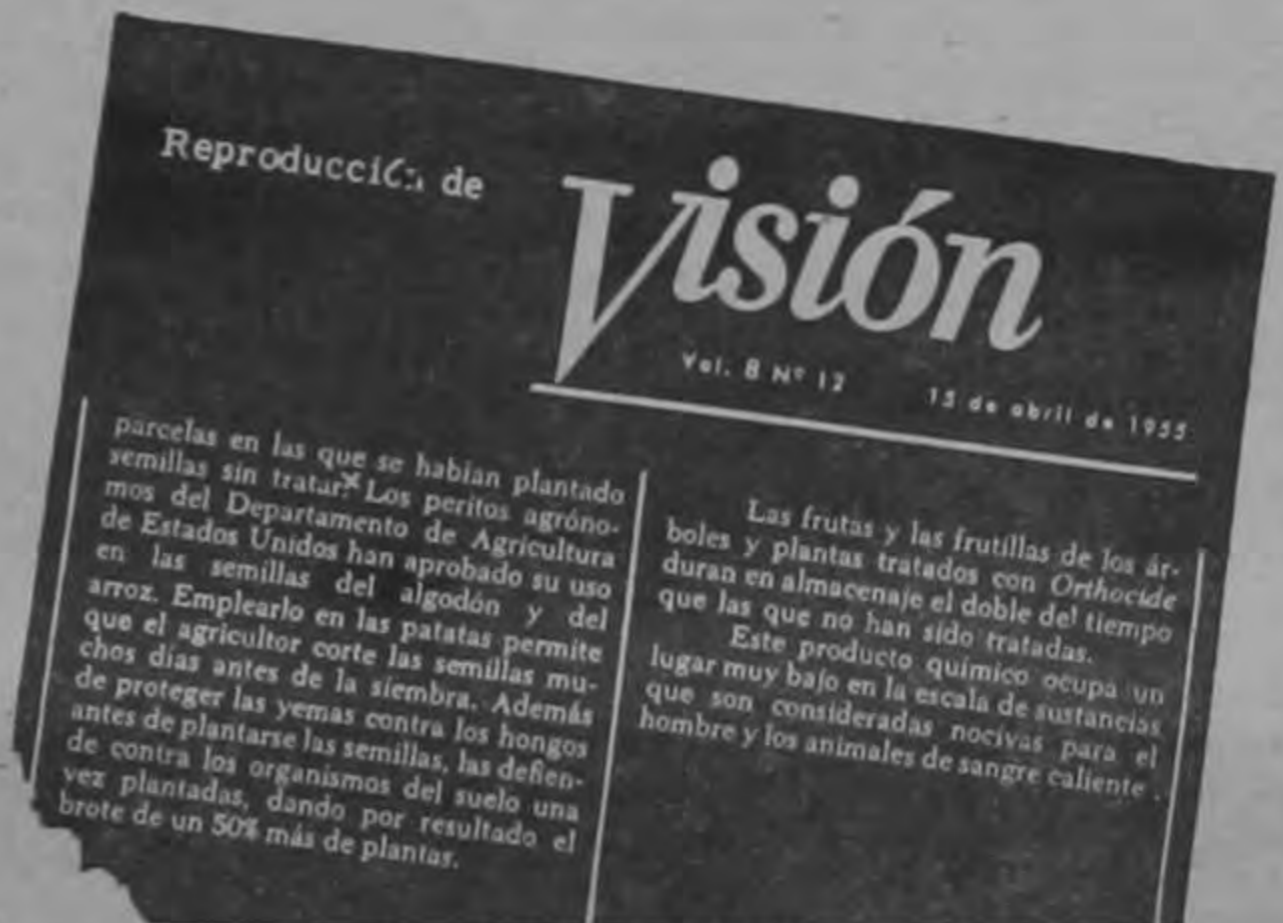 Reproducción de
Visión
Vol. 8 Nº 12 15 de abril de 1955
parcelas en las que se habían plantado
semillas sin tratar. Los peritos agróno-
mos del Departamento de Agricultura
de Estados Unidos han aprobado su uso
en las semillas del algodón y del
arroz. Emplearlo en las patatas permite
que el agricultor corte las semillas mu-
chos días antes de la siembra. Además
de proteger las yemas contra los hongos
antes de plantarse las semillas, las defien-
de contra los organismos del suelo una
vez plantadas, dando por resultado el
brote de un 50% más de plantas.
Las frutas y las frutillas de los ár-
boles y plantas tratados con Orthocide
duran en almacenaje el doble del tiempo
que las que no han sido tratadas.
Este producto químico ocupa un
lugar muy bajo en la escala de sustancias
que son consideradas nocivas para el
hombre y los animales de sangre caliente.